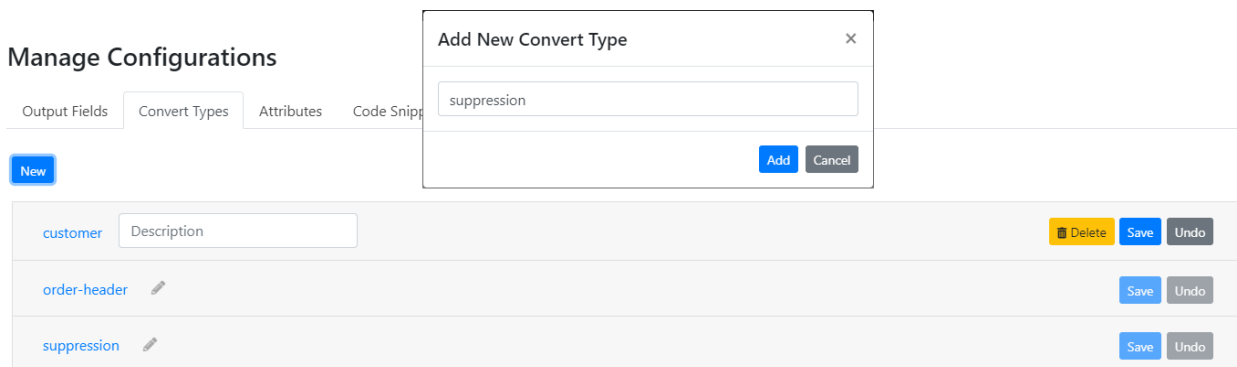 Manage Configurations
Add New Convert Type ×
suppression
Add Cancel
Output Fields Convert Types Attributes Code Snipp
New
customer Description Delete Save Undo
order-header Save Undo
suppression Save Undo